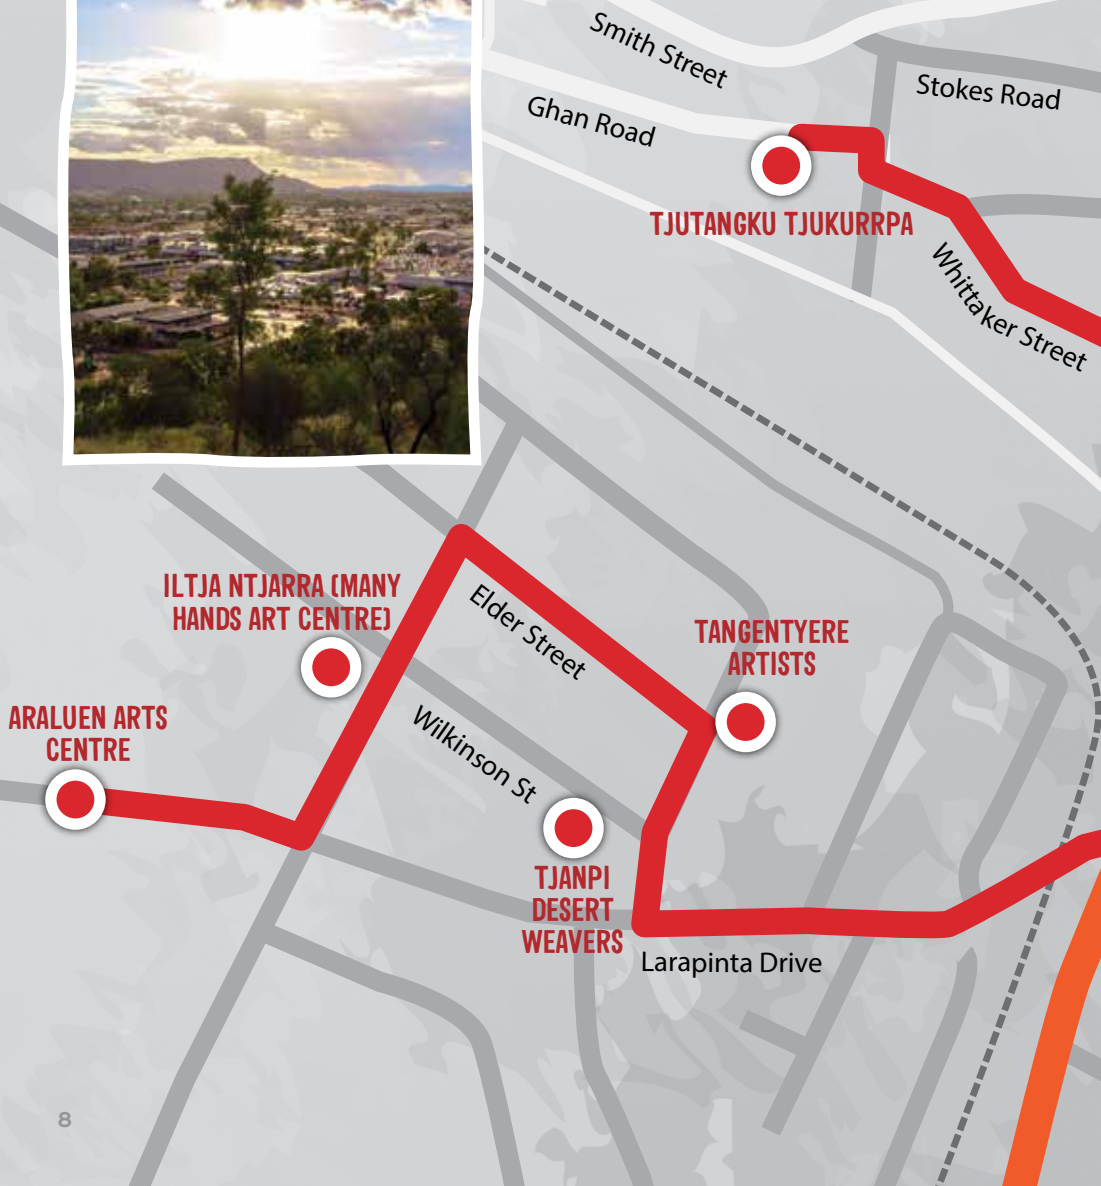 Smith Street
Stokes Road
Ghan Road
TJUTANGKU TJUKURRPA
Whittaker Street
ILTJA NTJARRA (MANY
HANDS ART CENTRE)
Elder Street
TANGENTYERE
ARTISTS
ARALUEN ARTS
CENTRE
Wilkinson St
TJANPI
DESERT
WEAVERS
Larapinta Drive
8